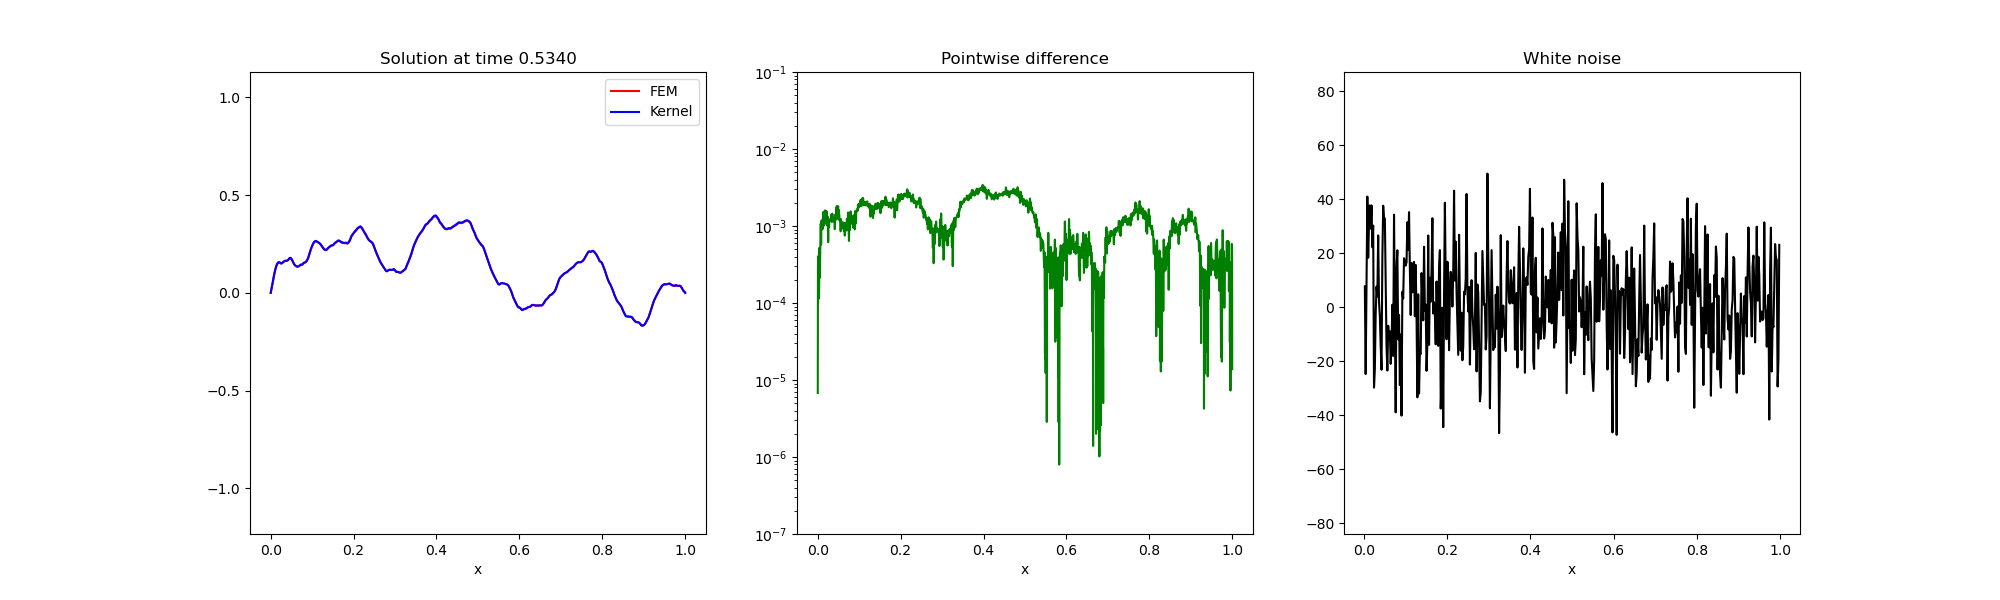 Solution at time 0.5340
1.0
0.5
0.0
−0.5
−1.0
0.0 0.2 0.4 0.6 0.8 1.0
x
FEM
Kernel
Pointwise difference
10⁻¹
10⁻²
10⁻³
10⁻⁴
10⁻⁵
10⁻⁶
10⁻⁷
0.0 0.2 0.4 0.6 0.8 1.0
x
White noise
80
60
40
20
0
−20
−40
−60
−80
0.0 0.2 0.4 0.6 0.8 1.0
x